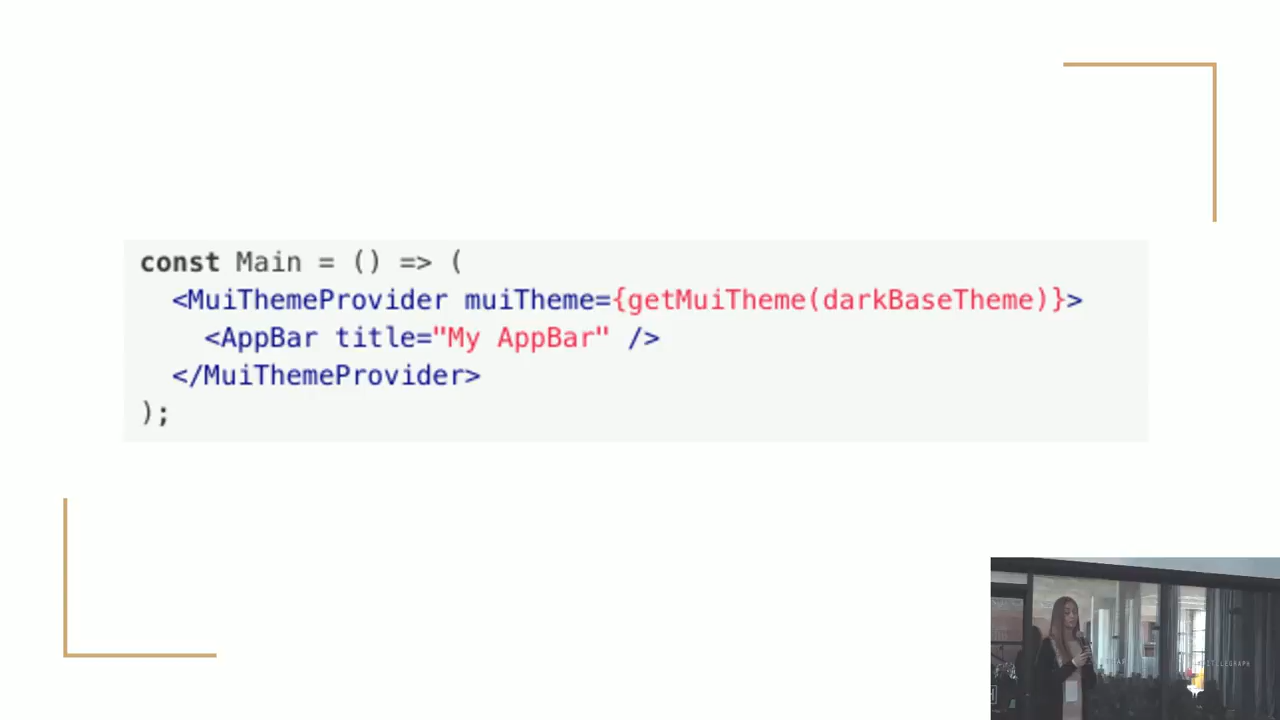 const Main = () => (
  <MuiThemeProvider muiTheme={getMuiTheme(darkBaseTheme)}>
    <AppBar title="My AppBar" />
  </MuiThemeProvider>
);